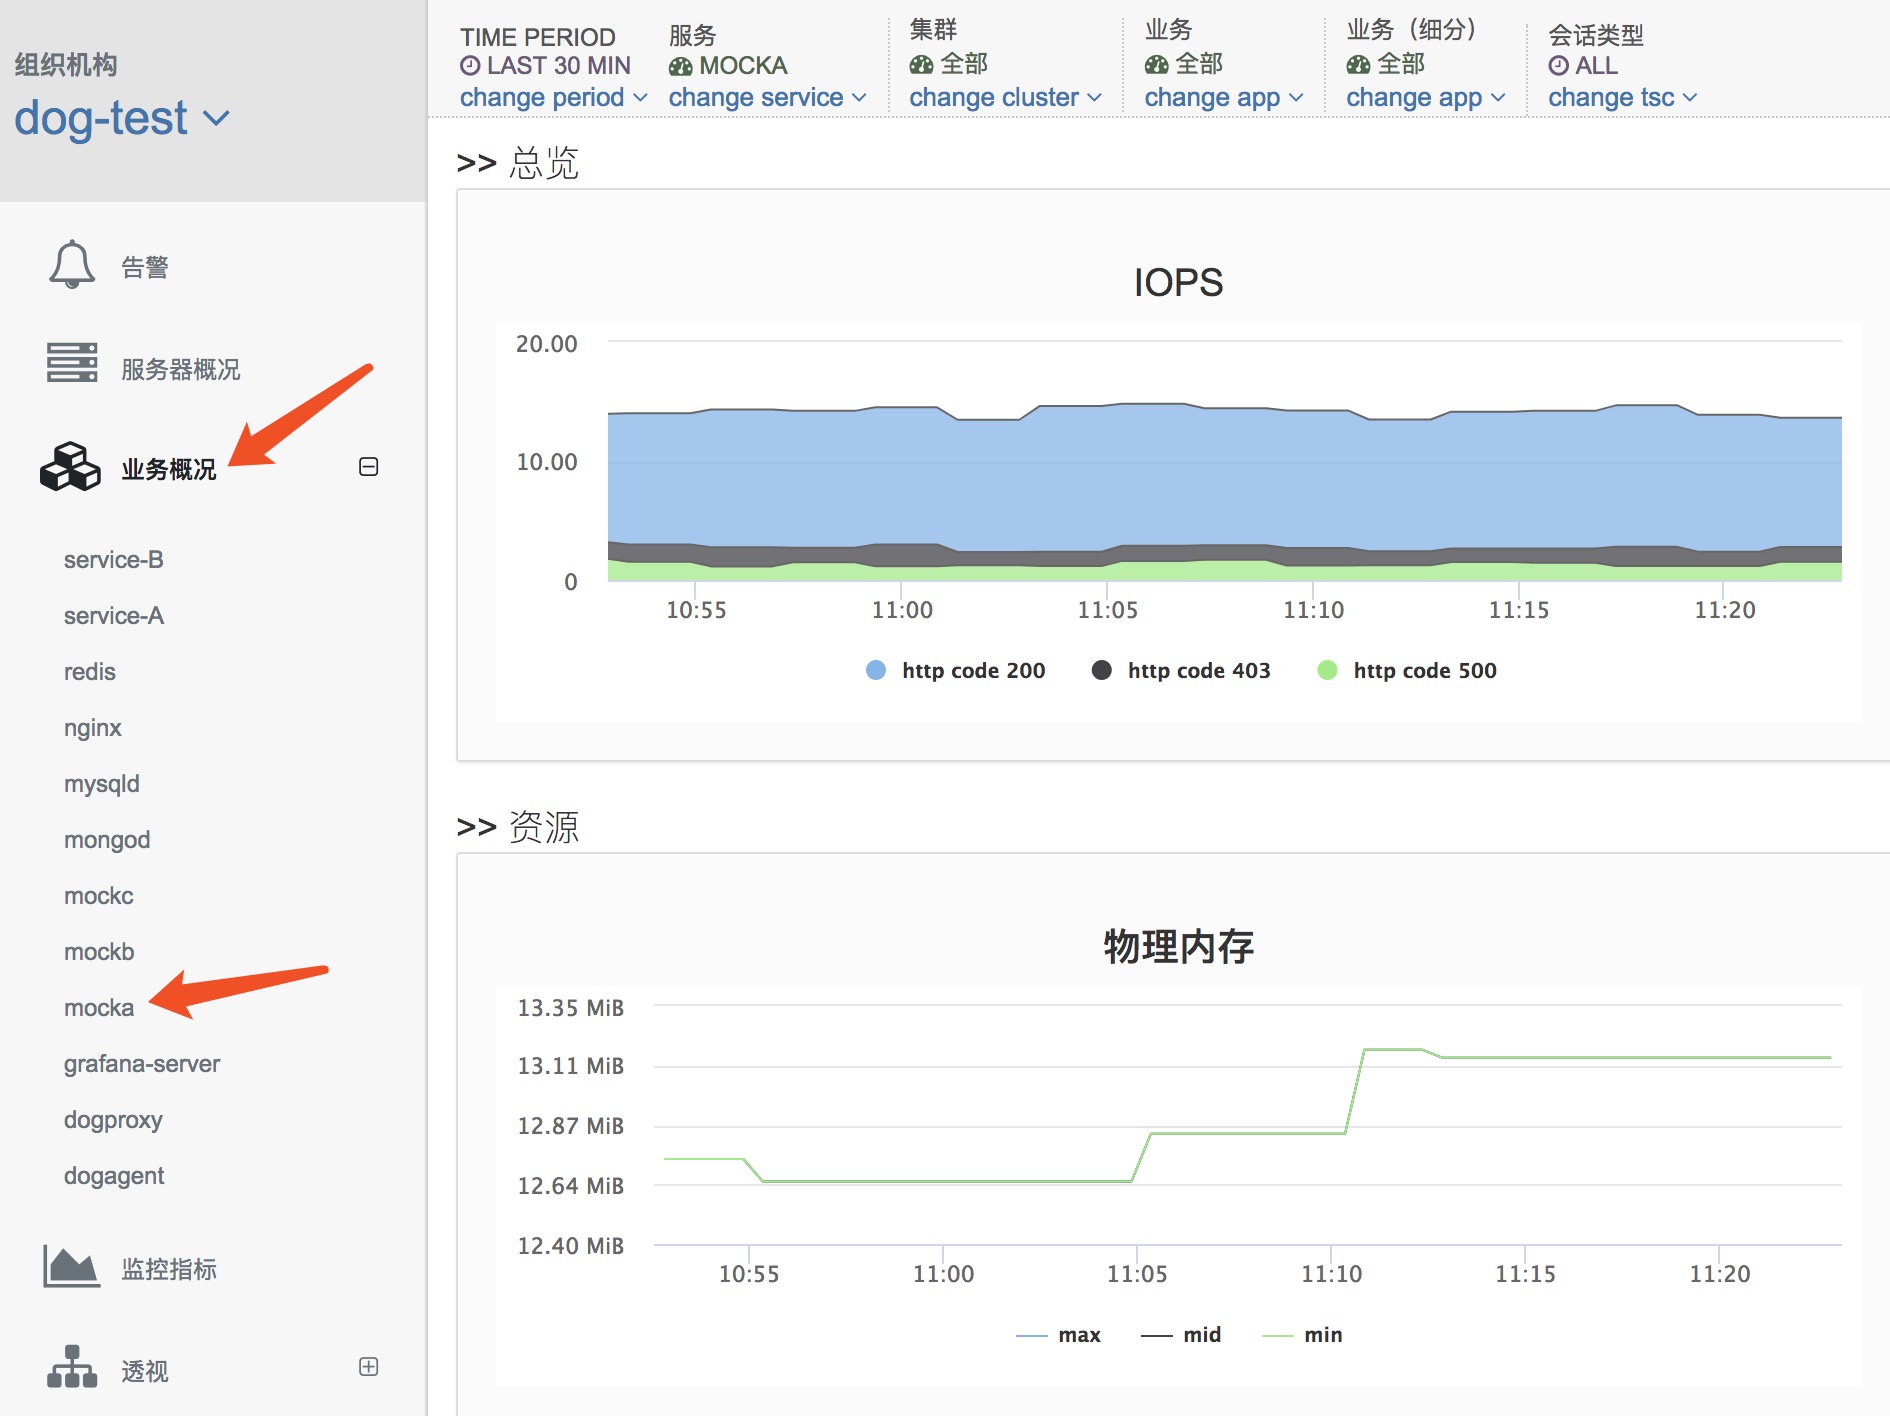 组织机构
dog-test
告警
服务器概况
业务概况
service-B
service-A
redis
nginx
mysqld
mongod
mockc
mockb
mocka
grafana-server
dogproxy
dogagent
监控指标
透视
TIME PERIOD
LAST 30 MIN
change period
服务
MOCKA
change service
集群
全部
change cluster
业务
全部
change app
业务（细分）
全部
change app
会话类型
ALL
change tsc
>> 总览
IOPS
20.00
10.00
0
10:55 11:00 11:05 11:10 11:15 11:20
http code 200 http code 403 http code 500
>> 资源
物理内存
13.35 MiB
13.11 MiB
12.87 MiB
12.64 MiB
12.40 MiB
10:55 11:00 11:05 11:10 11:15 11:20
max mid min